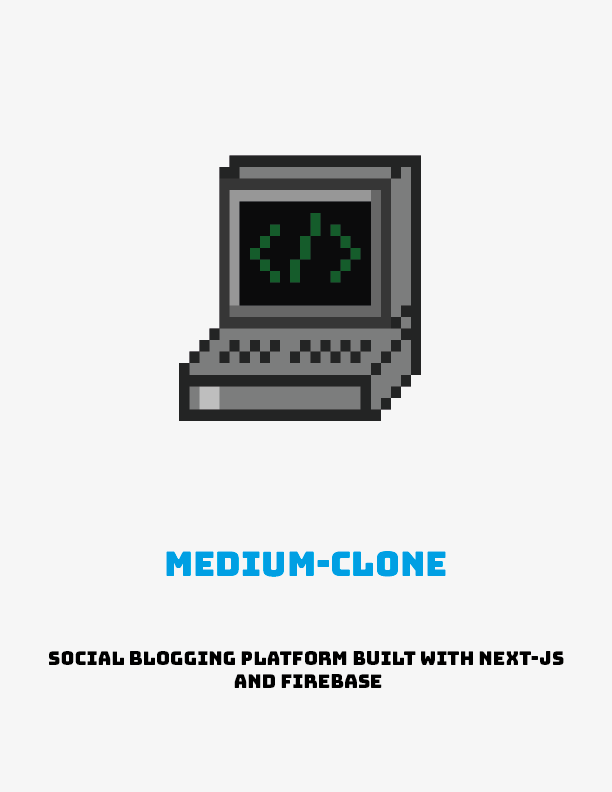 </>
MEDIUM-CLONE
SOCIAL BLOGGING PLATFORM BUILT WITH NEXT-JS
AND FIREBASE